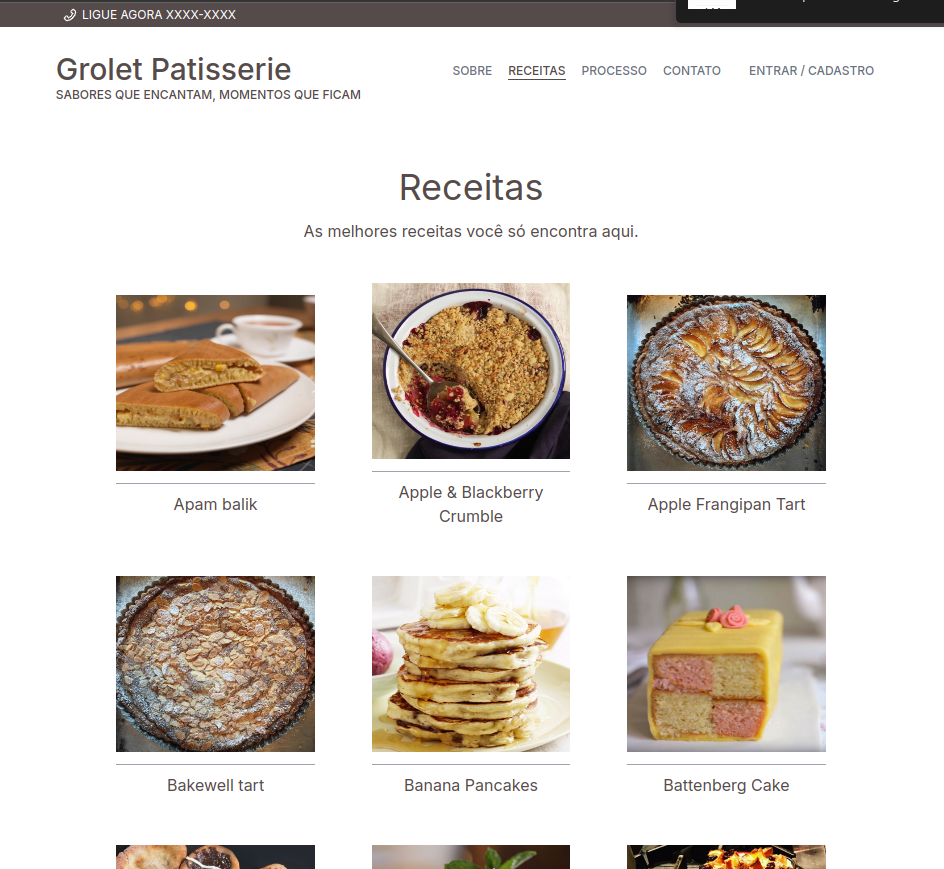 LIGUE AGORA XXXX-XXXX
Grolet Patisserie
SABORES QUE ENCANTAM, MOMENTOS QUE FICAM
SOBRE RECEITAS PROCESSO CONTATO ENTRAR / CADASTRO
Receitas
As melhores receitas você só encontra aqui.
Apam balik
Apple & Blackberry
Crumble
Apple Frangipan Tart
Bakewell tart
Banana Pancakes
Battenberg Cake